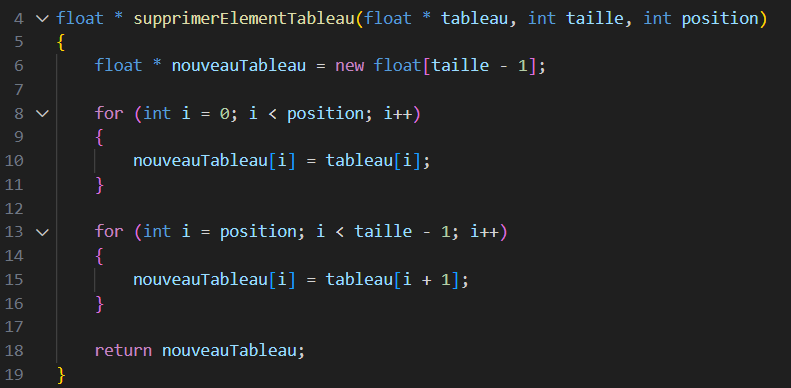 4 float * supprimerElementTableau(float * tableau, int taille, int position)
5 {
6     float * nouveauTableau = new float[taille - 1];
7
8     for (int i = 0; i < position; i++)
9     {
10         nouveauTableau[i] = tableau[i];
11     }
12
13     for (int i = position; i < taille - 1; i++)
14     {
15         nouveauTableau[i] = tableau[i + 1];
16     }
17
18     return nouveauTableau;
19 }